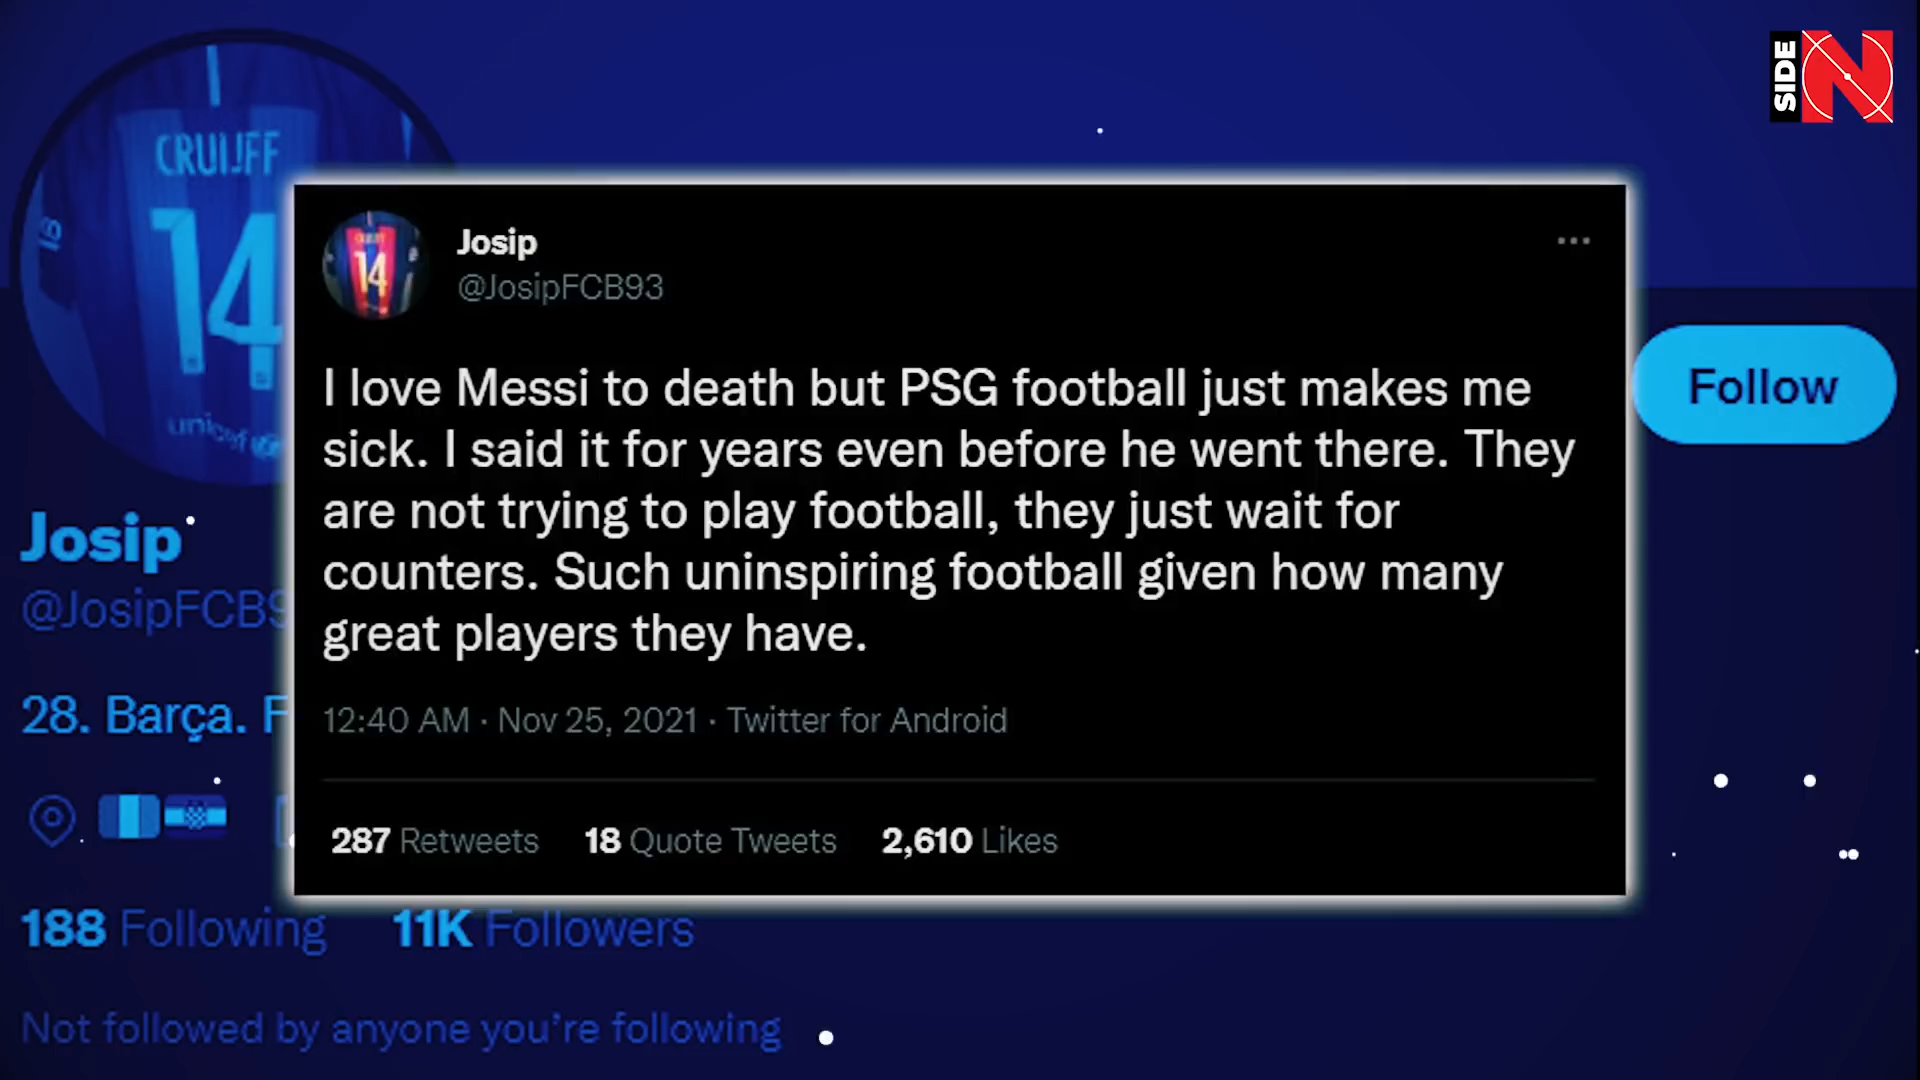 SIDE N
CRUIJFF
14
unicef
Josip
@JosipFCB93
I love Messi to death but PSG football just makes me
sick. I said it for years even before he went there. They
are not trying to play football, they just wait for
counters. Such uninspiring football given how many
great players they have.
12:40 AM · Nov 25, 2021 · Twitter for Android
287 Retweets 18 Quote Tweets 2,610 Likes
14
Follow
Josip
@JosipFCB9
28. Barça. F
188 Following 11K Followers
Not followed by anyone you're following